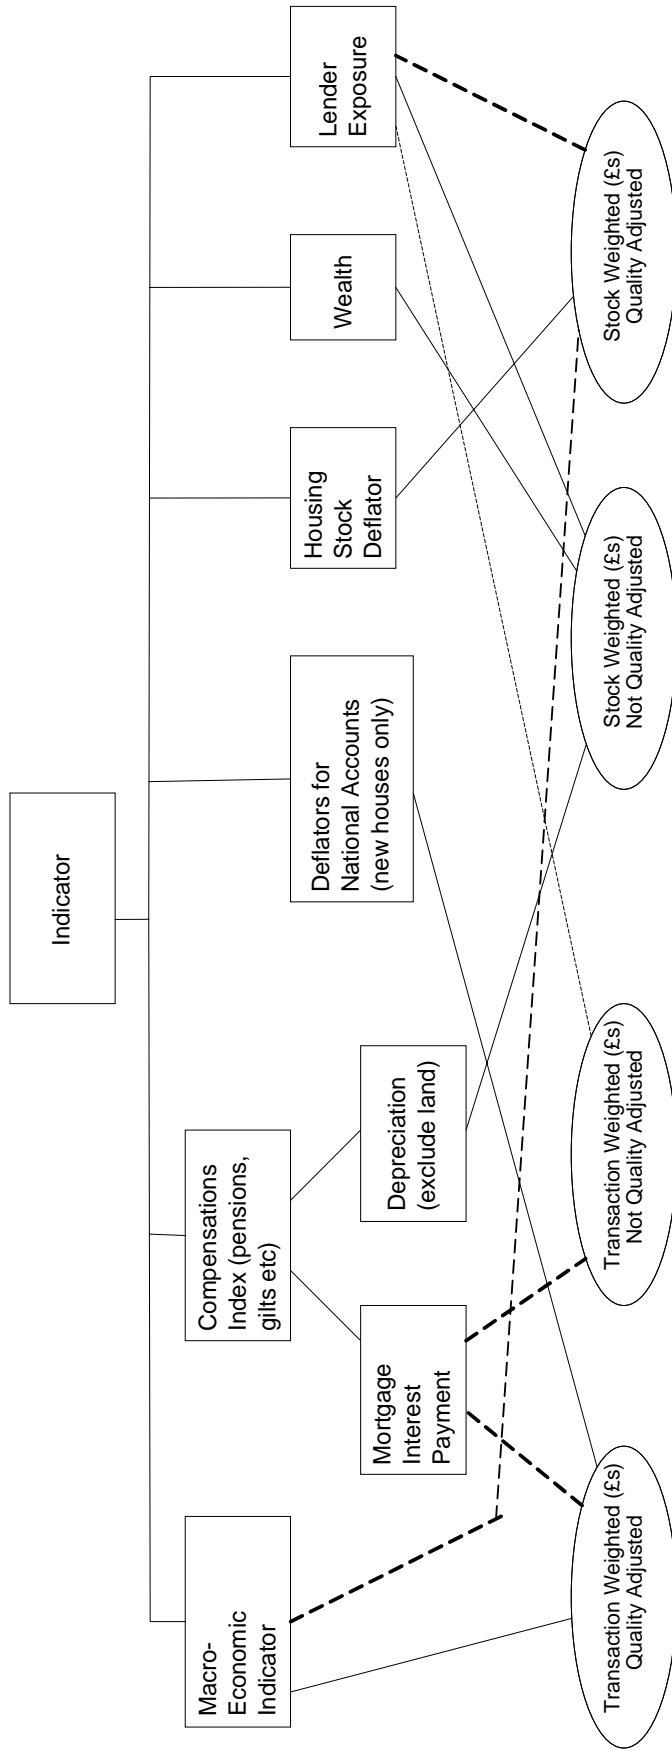 Indicator
Macro-
Economic
Indicator
Compensations
Index (pensions,
gilts etc)
Deflators for
National Accounts
(new houses only)
Housing
Stock
Deflator
Wealth
Lender
Exposure
Mortgage
Interest
Payment
Depreciation
(exclude land)
Transaction Weighted (£s)
Quality Adjusted
Transaction Weighted (£s)
Not Quality Adjusted
Stock Weighted (£s)
Not Quality Adjusted
Stock Weighted (£s)
Quality Adjusted